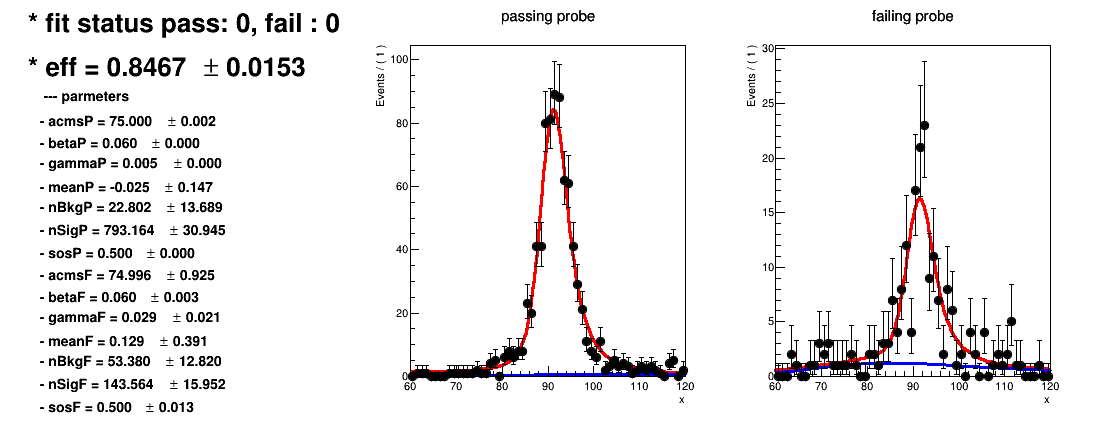 * fit status pass: 0, fail : 0
* eff = 0.8467 ± 0.0153
--- parmeters
- acmsP = 75.000 ± 0.002
- betaP = 0.060 ± 0.000
- gammaP = 0.005 ± 0.000
- meanP = -0.025 ± 0.147
- nBkgP = 22.802 ± 13.689
- nSigP = 793.164 ± 30.945
- sosP = 0.500 ± 0.000
- acmsF = 74.996 ± 0.925
- betaF = 0.060 ± 0.003
- gammaF = 0.029 ± 0.021
- meanF = 0.129 ± 0.391
- nBkgF = 53.380 ± 12.820
- nSigF = 143.564 ± 15.952
- sosF = 0.500 ± 0.013
passing probe
Events / ( 1 )
100
80
60
40
20
0
60 70 80 90 100 110 120
x
failing probe
Events / ( 1 )
30
25
20
15
10
5
0
60 70 80 90 100 110 120
x